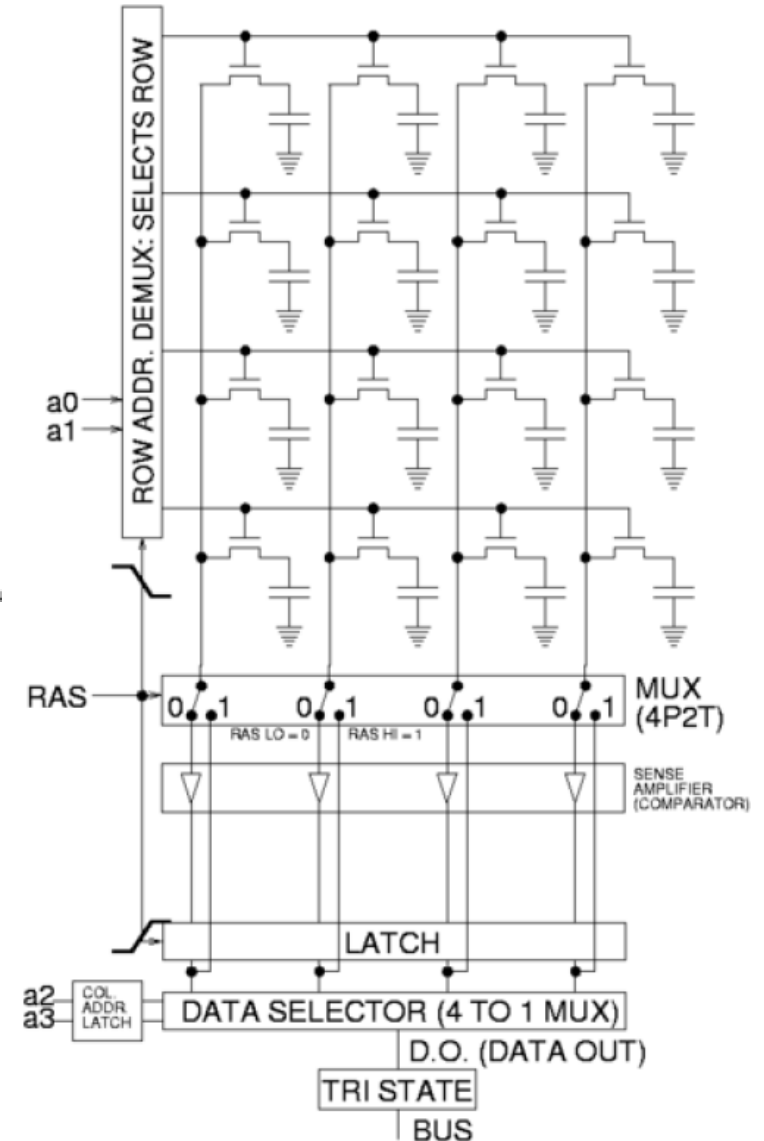 ROW ADDR. DEMUX: SELECTS ROW
a0
a1
RAS
0 1 0 1 0 1 0 1
MUX
(4P2T)
RAS LO = 0 RAS HI = 1
SENSE
AMPLIFIER
(COMPARATOR)
LATCH
a2
a3
COL.
ADDR.
LATCH
DATA SELECTOR (4 TO 1 MUX)
D.O. (DATA OUT)
TRI STATE
BUS